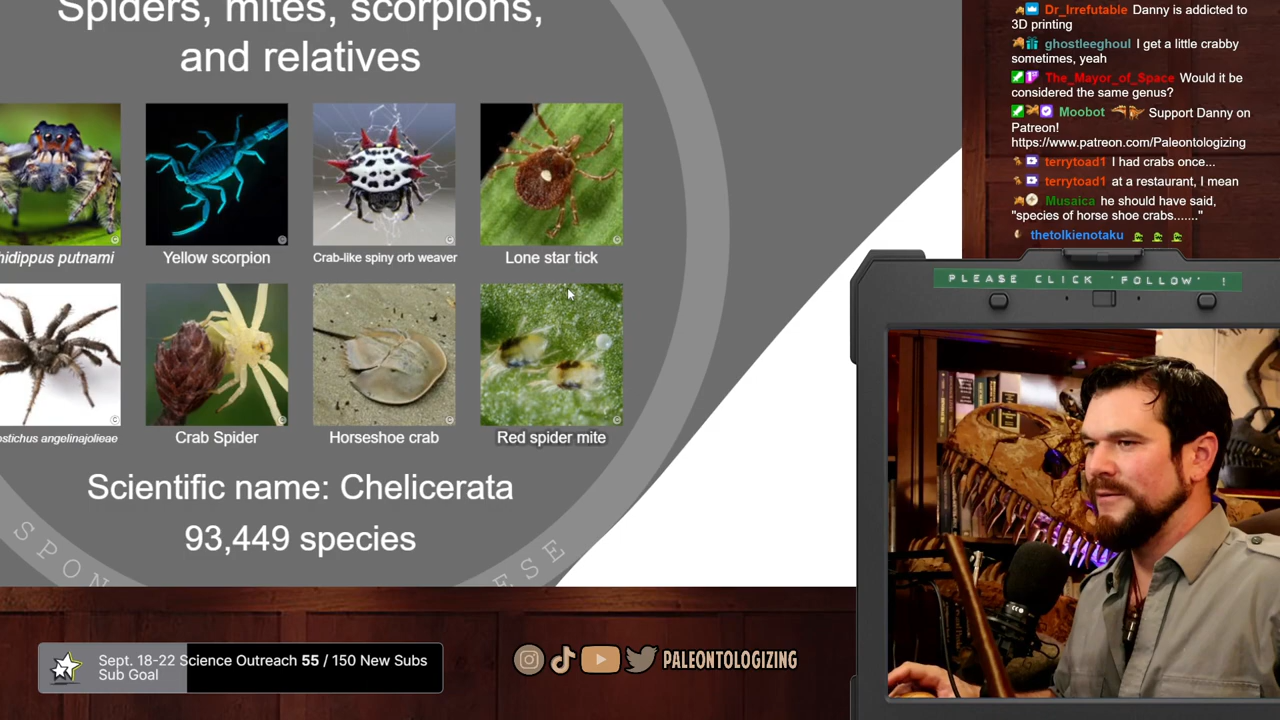 Spiders, mites, scorpions,
and relatives
hidippus putnami
Yellow scorpion
Crab-like spiny orb weaver
Lone star tick
ostichus angelinajolieae
Crab Spider
Horseshoe crab
Red spider mite
Scientific name: Chelicerata
93,449 species
SPON
ESE
Dr_Irrefutable Danny is addicted to
3D printing
ghostleeghoul I get a little crabby
sometimes, yeah
The_Mayor_of_Space Would it be
considered the same genus?
Moobot Support Danny on
Patreon!
https://www.patreon.com/Paleontologizing
terrytoad1 I had crabs once...
terrytoad1 at a restaurant, I mean
Musaica he should have said,
"species of horse shoe crabs......."
thetolkienotaku
PLEASE CLICK 'FOLLOW' !
Sept. 18-22 Science Outreach 55 / 150 New Subs
Sub Goal
PALEONTOLOGIZING